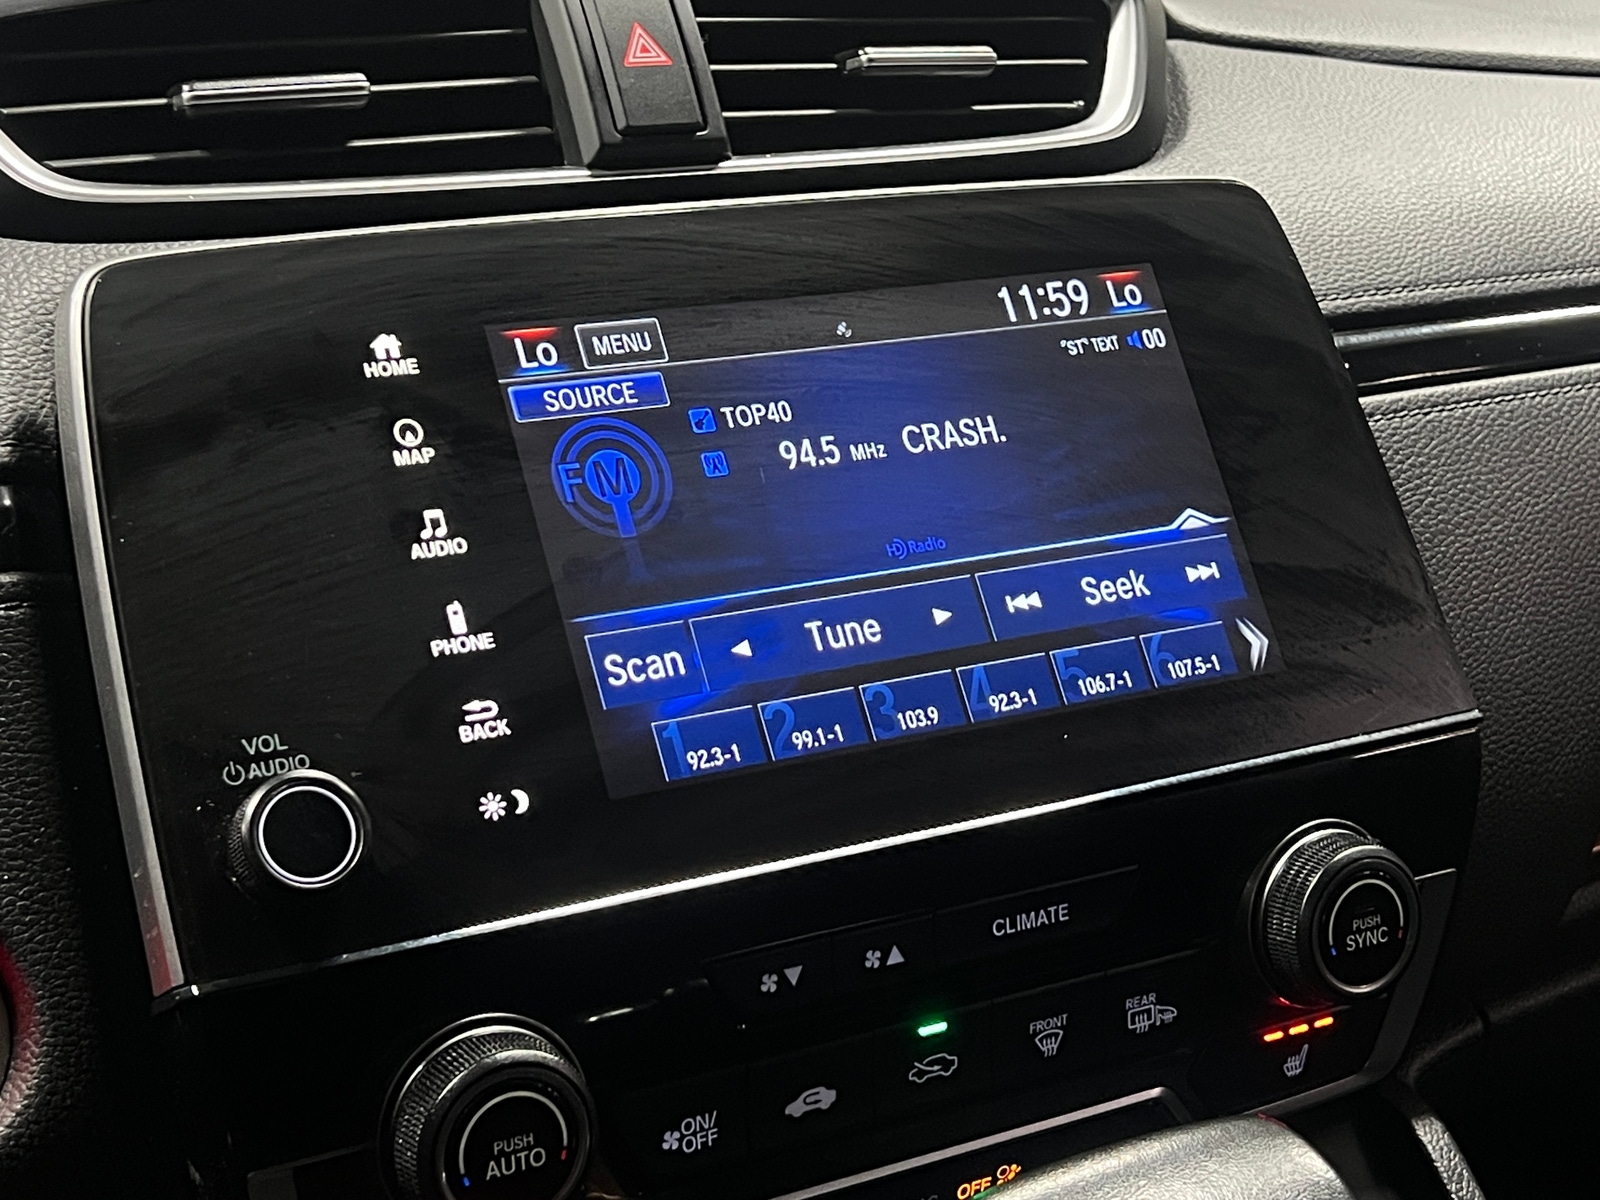 11:59 Lo
Lo MENU
"ST" TEXT 00
SOURCE
TOP40
FM
94.5 MHz CRASH.
HD Radio
Scan Tune Seek
1 92.3-1 2 99.1-1 3 103.9 4 92.3-1 5 106.7-1 6 107.5-1
HOME
MAP
AUDIO
PHONE
BACK
VOL
AUDIO
CLIMATE
PUSH
SYNC
FRONT
REAR
ON/
OFF
PUSH
AUTO
OFF